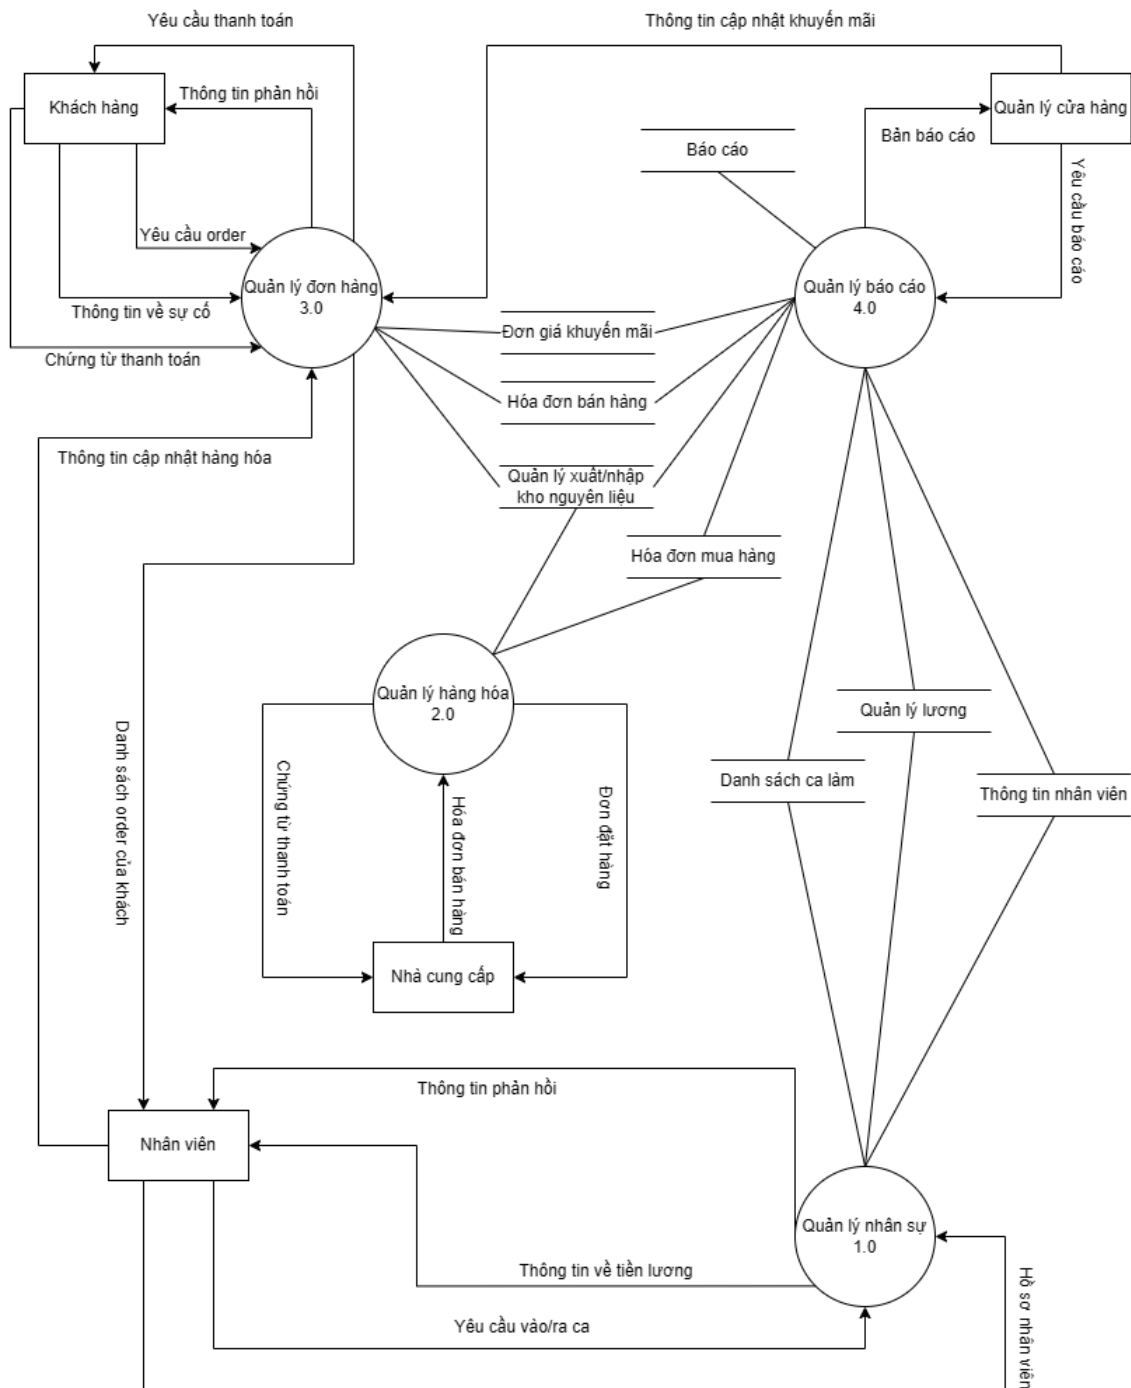 Yêu cầu thanh toán
Thông tin cập nhật khuyến mãi
Khách hàng
Thông tin phản hồi
Quản lý cửa hàng
Báo cáo
Bản báo cáo
Yêu cầu báo cáo
Yêu cầu order
Quản lý đơn hàng
3.0
Quản lý báo cáo
4.0
Thông tin về sự cố
Đơn giá khuyến mãi
Chứng từ thanh toán
Hóa đơn bán hàng
Thông tin cập nhật hàng hóa
Quản lý xuất/nhập
kho nguyên liệu
Hóa đơn mua hàng
Quản lý hàng hóa
2.0
Quản lý lương
Danh sách order của khách
Chứng từ thanh toán
Hóa đơn bán hàng
Đơn đặt hàng
Danh sách ca làm
Thông tin nhân viên
Nhà cung cấp
Thông tin phản hồi
Nhân viên
Quản lý nhân sự
1.0
Thông tin về tiền lương
Hồ sơ nhân viên
Yêu cầu vào/ra ca